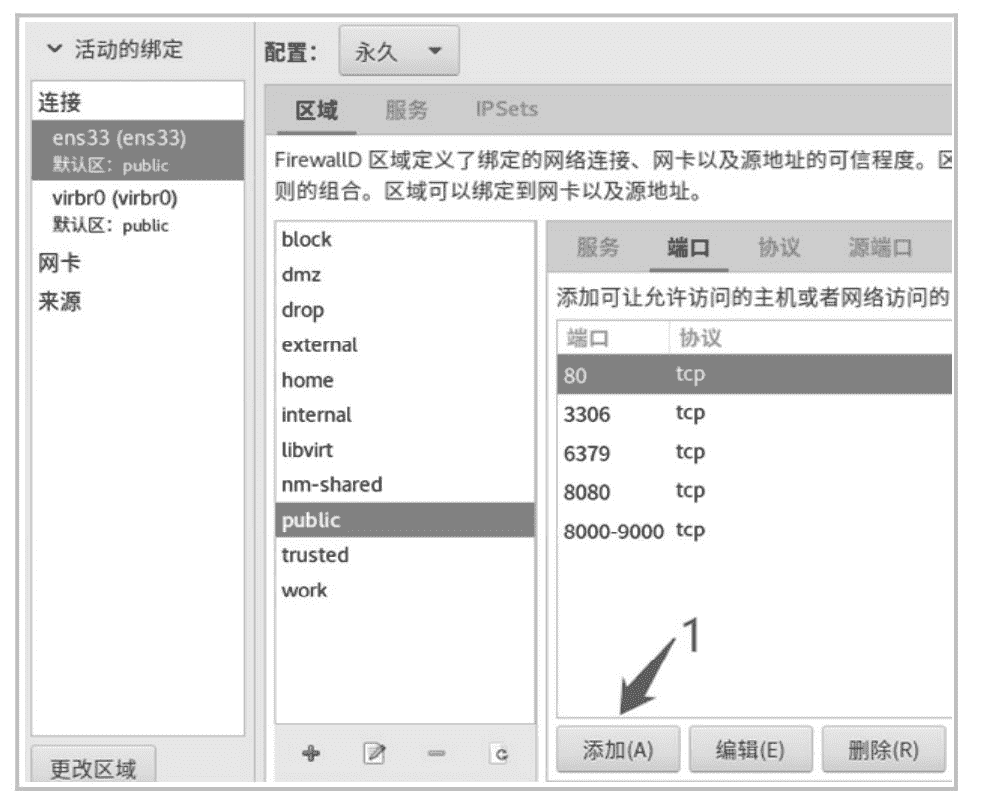 活动的绑定
连接
ens33 (ens33)
默认区：public
virbr0 (virbr0)
默认区：public
网卡
来源
更改区域
配置： 永久
区域 服务 IPSets
FirewallD 区域定义了绑定的网络连接、网卡以及源地址的可信程度。区
则的组合。区域可以绑定到网卡以及源地址。
block
dmz
drop
external
home
internal
libvirt
nm-shared
public
trusted
work
服务 端口 协议 源端口
添加可让允许访问的主机或者网络访问的
端口 协议
80 tcp
3306 tcp
6379 tcp
8080 tcp
8000-9000 tcp
1
添加(A) 编辑(E) 删除(R)